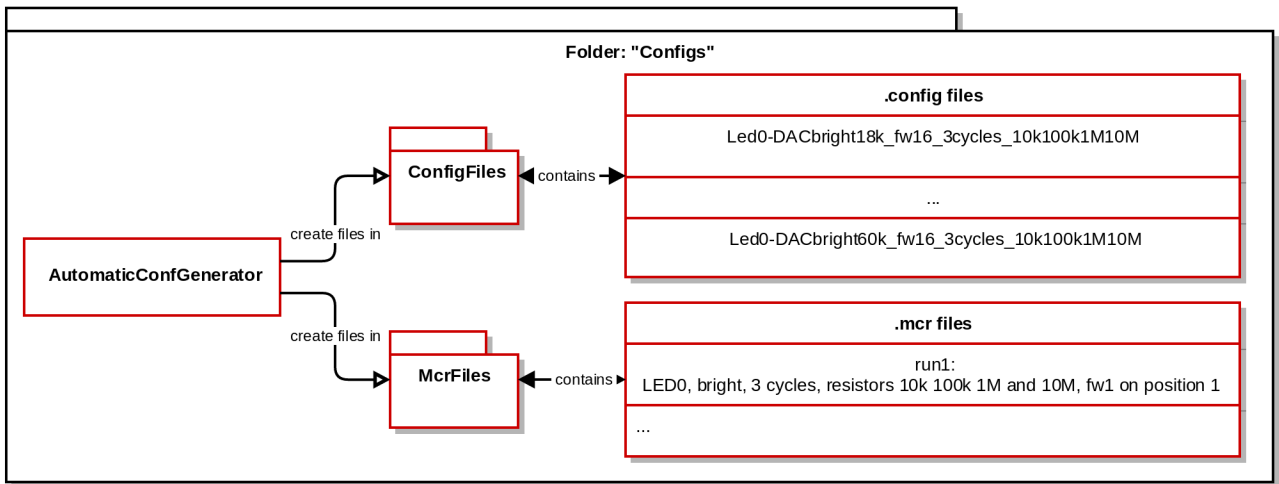 Folder: "Configs"
.config files
Led0-DACbright18k_fw16_3cycles_10k100k1M10M
ConfigFiles
contains
...
create files in
Led0-DACbright60k_fw16_3cycles_10k100k1M10M
AutomaticConfGenerator
.mcr files
create files in
run1:
McrFiles
contains
LED0, bright, 3 cycles, resistors 10k 100k 1M and 10M, fw1 on position 1
...